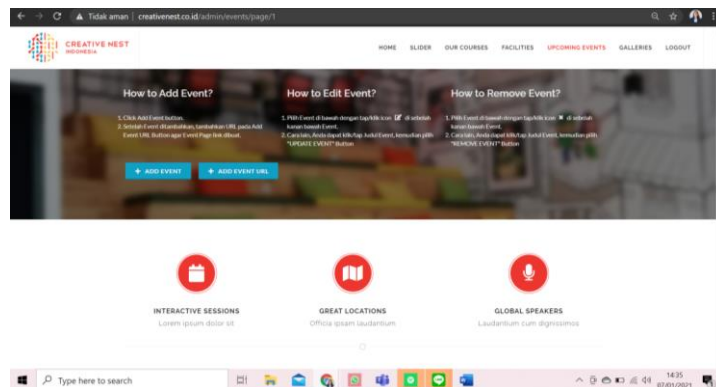 Tidak aman | creativenest.co.id/admin/events/page/1
CREATIVE NEST
INDONESIA
HOME SLIDER OUR COURSES FACILITIES UPCOMING EVENTS GALLERIES LOGOUT
How to Add Event?
1. Click Add Event button.
2. Setelah Event ditambahkan, tambahkan URL pada Add
Event URL Button agar Event Page link dibuat.
+ ADD EVENT
+ ADD EVENT URL
How to Edit Event?
1. Pilih Event di bawah dengan tap/klik icon di sebelah
kanan bawah Event.
2. Cara lain, Anda dapat klik/tap Judul Event, kemudian pilih
"UPDATE EVENT" Button
How to Remove Event?
1. Pilih Event di bawah dengan tap/klik icon di sebelah
kanan bawah Event.
2. Cara lain, Anda dapat klik/tap Judul Event, kemudian pilih
"REMOVE EVENT" Button
INTERACTIVE SESSIONS
Lorem ipsum dolor sit
GREAT LOCATIONS
Officia ipsam laudantium
GLOBAL SPEAKERS
Laudantium cum dignissimos
Type here to search
14:35
07/01/2021